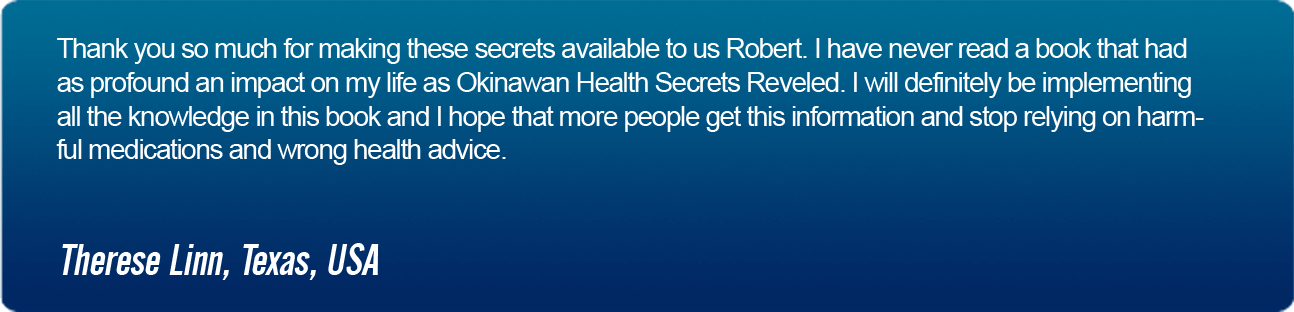 Thank you so much for making these secrets available to us Robert. I have never read a book that had
as profound an impact on my life as Okinawan Health Secrets Reveled. I will definitely be implementing
all the knowledge in this book and I hope that more people get this information and stop relying on harm-
ful medications and wrong health advice.
Therese Linn, Texas, USA